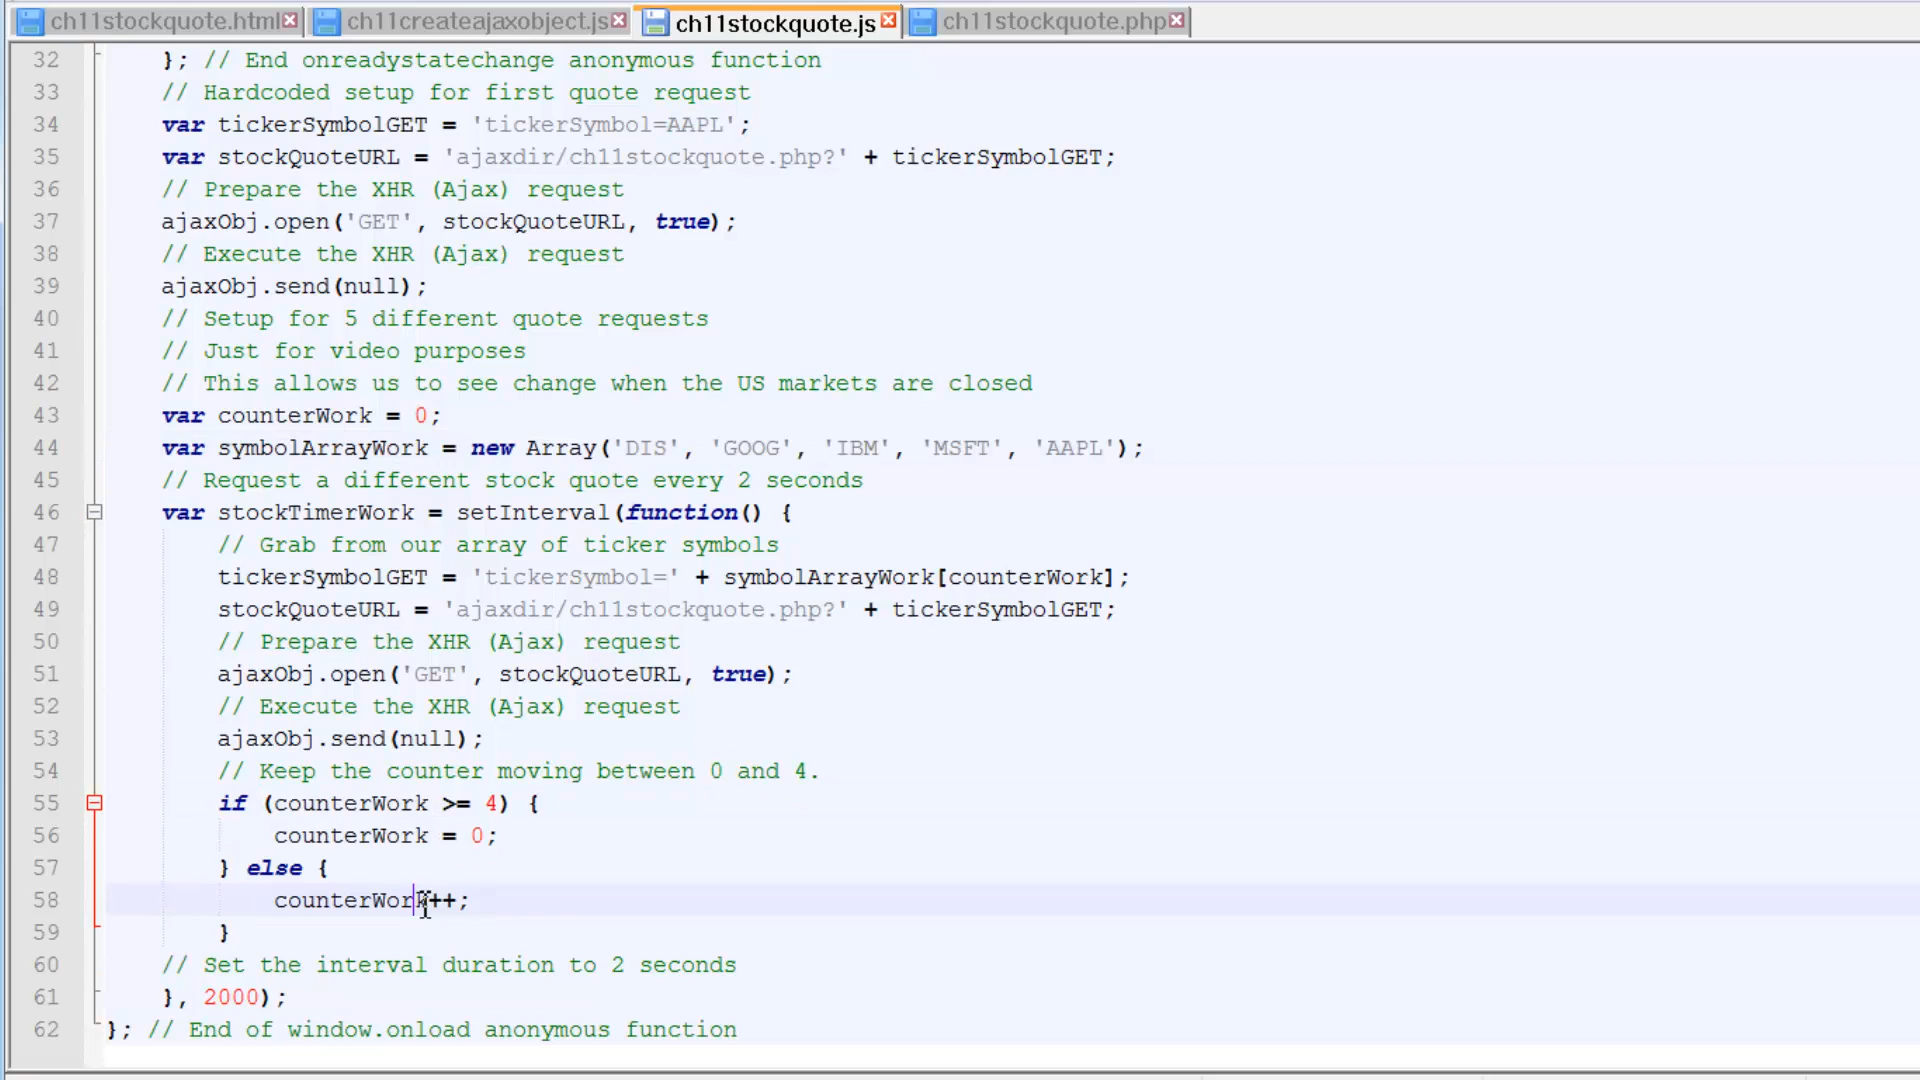 ch11stockquote.html ch11createajaxobject.js ch11stockquote.js ch11stockquote.php
32 }; // End onreadystatechange anonymous function
33 // Hardcoded setup for first quote request
34 var tickerSymbolGET = 'tickerSymbol=AAPL';
35 var stockQuoteURL = 'ajaxdir/ch11stockquote.php?' + tickerSymbolGET;
36 // Prepare the XHR (Ajax) request
37 ajaxObj.open('GET', stockQuoteURL, true);
38 // Execute the XHR (Ajax) request
39 ajaxObj.send(null);
40 // Setup for 5 different quote requests
41 // Just for video purposes
42 // This allows us to see change when the US markets are closed
43 var counterWork = 0;
44 var symbolArrayWork = new Array('DIS', 'GOOG', 'IBM', 'MSFT', 'AAPL');
45 // Request a different stock quote every 2 seconds
46 var stockTimerWork = setInterval(function() {
47 // Grab from our array of ticker symbols
48 tickerSymbolGET = 'tickerSymbol=' + symbolArrayWork[counterWork];
49 stockQuoteURL = 'ajaxdir/ch11stockquote.php?' + tickerSymbolGET;
50 // Prepare the XHR (Ajax) request
51 ajaxObj.open('GET', stockQuoteURL, true);
52 // Execute the XHR (Ajax) request
53 ajaxObj.send(null);
54 // Keep the counter moving between 0 and 4.
55 if (counterWork >= 4) {
56 counterWork = 0;
57 } else {
58 counterWork++;
59 }
60 // Set the interval duration to 2 seconds
61 }, 2000);
62 }; // End of window.onload anonymous function